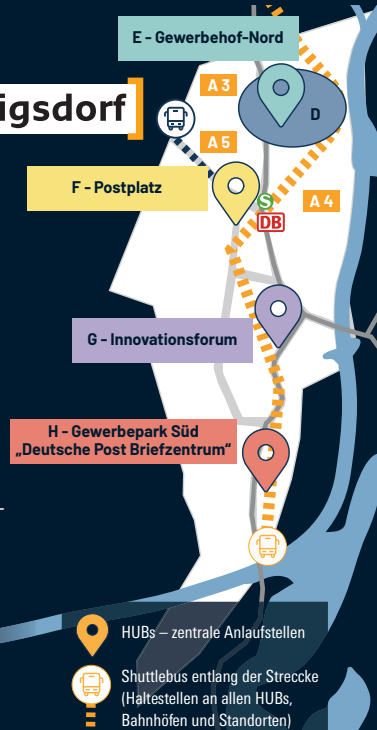 E - Gewerbehof-Nord
A 3
D
igsdorf
A 5
F - Postplatz
A 4
S
DB
G - Innovationsforum
H - Gewerbepark Süd
„Deutsche Post Briefzentrum“
HUBs – zentrale Anlaufstellen
Shuttlebus entlang der Streccke
(Haltestellen an allen HUBs,
Bahnhöfen und Standorten)